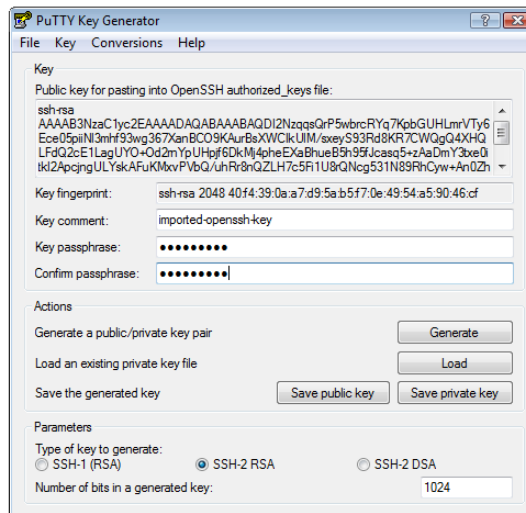 PuTTY Key Generator
File Key Conversions Help
Key
Public key for pasting into OpenSSH authorized_keys file:
ssh-rsa
AAAAB3NzaC1yc2EAAAADAQABAAABAQDI2NzqqsQrP5wbrcRYq7KpbGUHLmrVTy6
Ece05piiNl3mhf93wg367XanBCO9KAurBsXWClkUIM/sxeyS93Rd8KR7CWQgQ4XHQ
LFdQ2cE1LagUYO+Od2mYpUHpjf6DkMj4pheEXaBhueB5h95fJcasq5+zAaDmY3txe0i
tkI2ApcjngULYskAFuKMxvPVbQ/uhRr8nQZLH7c5Fi1U8rQNcg531N89RhCyw+An0Zh
Key fingerprint: ssh-rsa 2048 40:f4:39:0a:a7:d9:5a:b5:f7:0e:49:54:a5:90:46:cf
Key comment: imported-openssh-key
Key passphrase: ●●●●●●●●●
Confirm passphrase: ●●●●●●●●●
Actions
Generate a public/private key pair Generate
Load an existing private key file Load
Save the generated key Save public key Save private key
Parameters
Type of key to generate:
SSH-1 (RSA) SSH-2 RSA SSH-2 DSA
Number of bits in a generated key: 1024